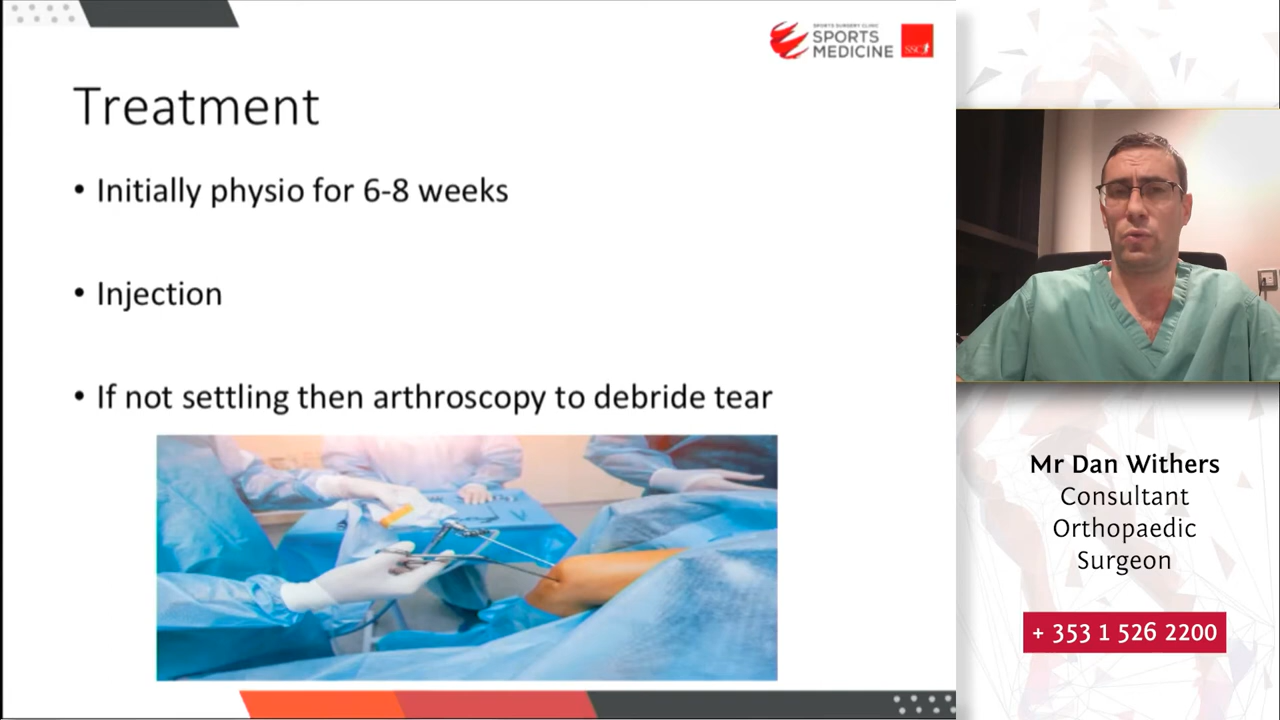 SPORTS SURGERY CLINIC
SPORTS
MEDICINE
SSC
Treatment
• Initially physio for 6-8 weeks
• Injection
• If not settling then arthroscopy to debride tear
Mr Dan Withers
Consultant
Orthopaedic
Surgeon
+ 353 1 526 2200